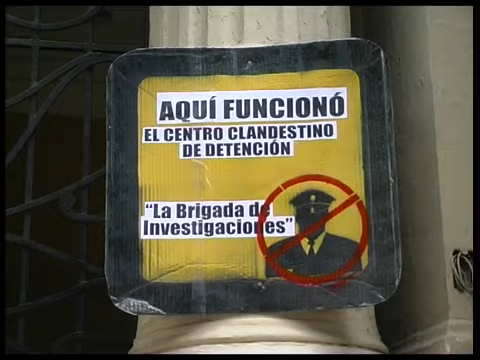 AQUÍ FUNCIONÓ
EL CENTRO CLANDESTINO
DE DETENCIÓN
"La Brigada de
Investigaciones"